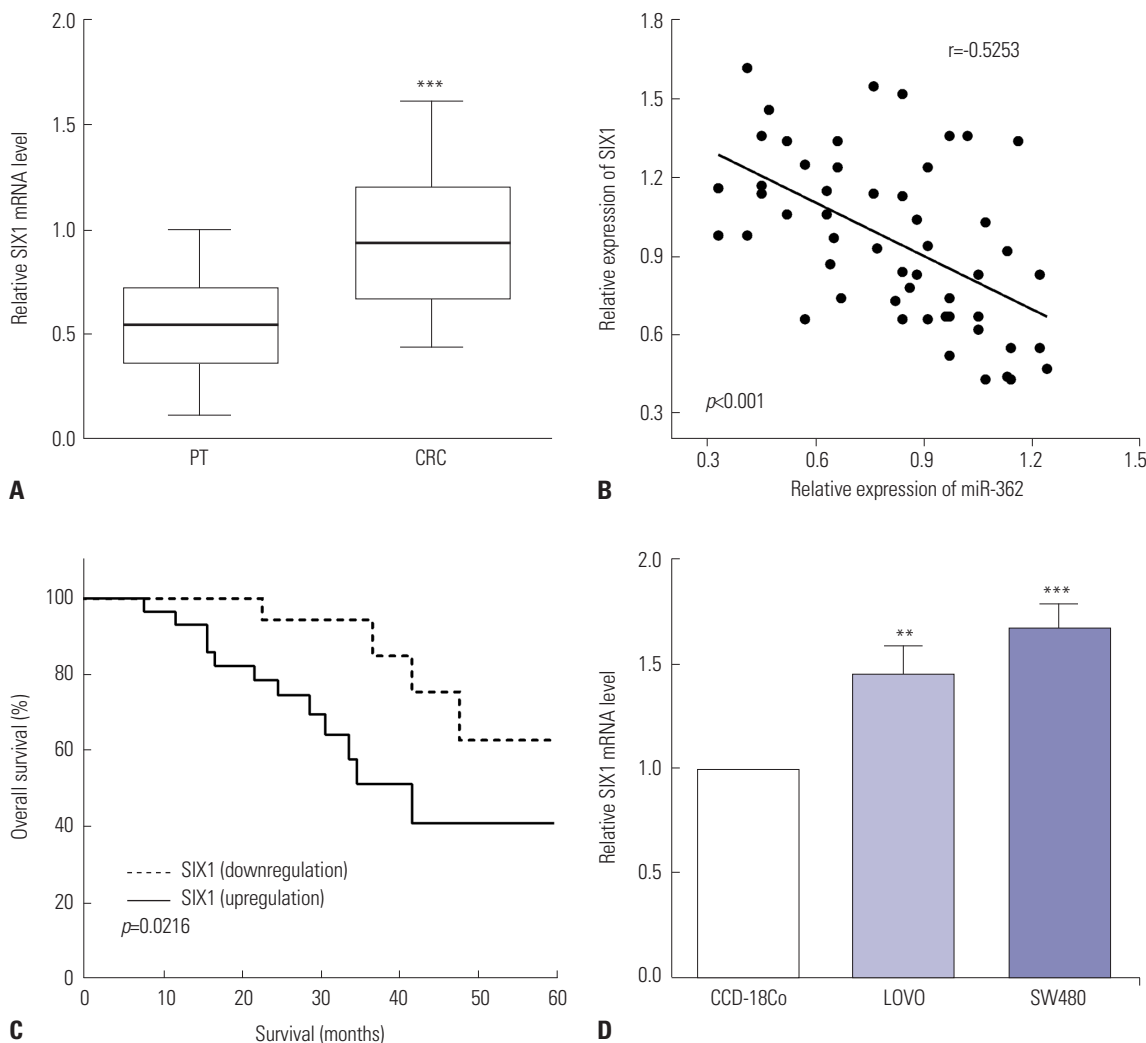 2.0
1.5
1.0
0.5
0.0
Relative SIX1 mRNA level
***
PT
CRC
A
1.8
1.5
1.2
0.9
0.6
0.3
Relative expression of SIX1
r=-0.5253
p<0.001
0.3
0.6
0.9
1.2
1.5
Relative expression of miR-362
B
100
80
60
40
20
0
Overall survival (%)
SIX1 (downregulation)
SIX1 (upregulation)
p=0.0216
0
10
20
30
40
50
60
Survival (months)
C
2.0
1.5
1.0
0.5
0.0
Relative SIX1 mRNA level
**
***
CCD-18Co
LOVO
SW480
D